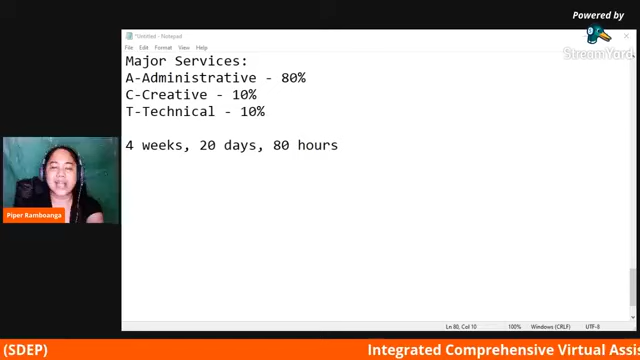 Powered by
StreamYard
*Untitled - Notepad
File Edit Format View Help
Major Services:
A-Administrative - 80%
C-Creative - 10%
T-Technical - 10%
4 weeks, 20 days, 80 hours
Piper Ramboanga
Ln 80, Col 10 100% Windows (CRLF) UTF-8
(SDEP) Integrated Comprehensive Virtual Assis